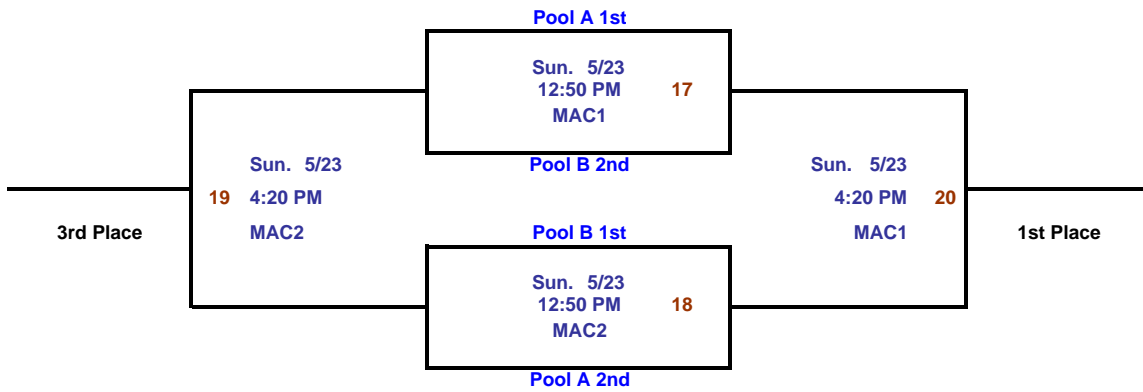 Pool A 1st
Sun. 5/23
12:50 PM 17
MAC1
Pool B 2nd
Sun. 5/23
19 4:20 PM
MAC2
3rd Place
Sun. 5/23
4:20 PM 20
MAC1
1st Place
Pool B 1st
Sun. 5/23
12:50 PM 18
MAC2
Pool A 2nd